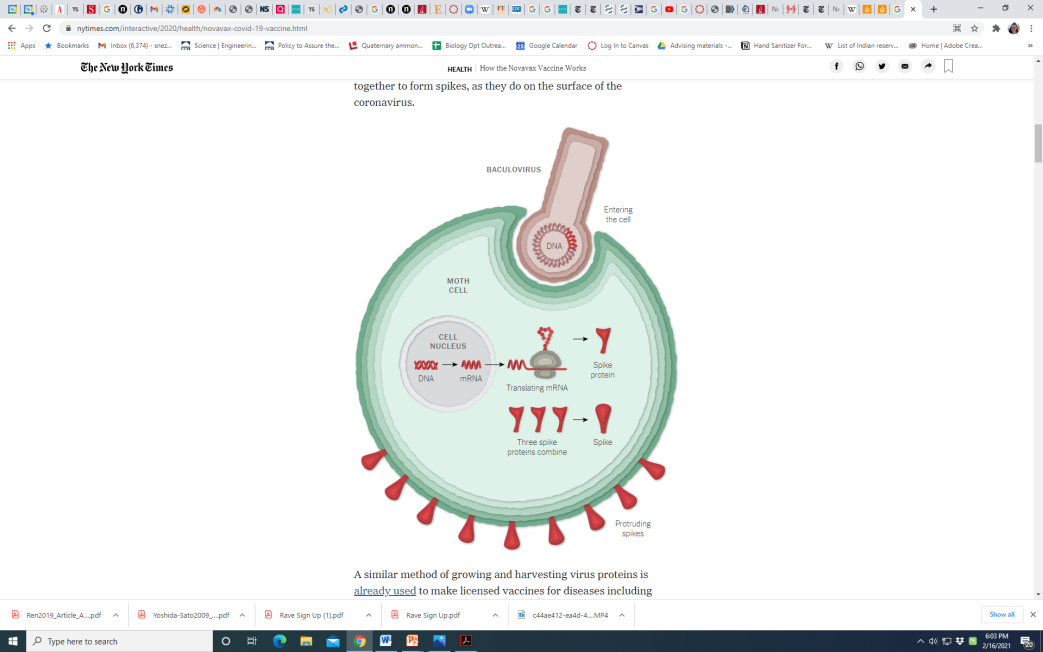 nytimes.com/interactive/2020/health/novavax-covid-19-vaccine.html
Apps
Bookmarks
Inbox (6,374) - snez...
Science | Engineerin...
Policy to Assure the...
Quaternary ammon...
Biology Dpt Outrea...
Google Calendar
Log In to Canvas
Advising materials -...
Hand Sanitizer For...
List of Indian reserv...
Home | Adobe Crea...
The New York Times
HEALTH | How the Novavax Vaccine Works
together to form spikes, as they do on the surface of the
coronavirus.
BACULOVIRUS
Entering
the cell
DNA
MOTH
CELL
CELL
NUCLEUS
DNA
mRNA
Translating mRNA
Spike
protein
Three spike
proteins combine
Spike
Protruding
spikes
A similar method of growing and harvesting virus proteins is
already used to make licensed vaccines for diseases including
Ren2019_Article_A....pdf
Yoshida-Sato2009_...pdf
Rave Sign Up (1).pdf
Rave Sign Up.pdf
c44ae412-ea4d-4....MP4
Show all
Type here to search
6:03 PM
2/16/2021
20